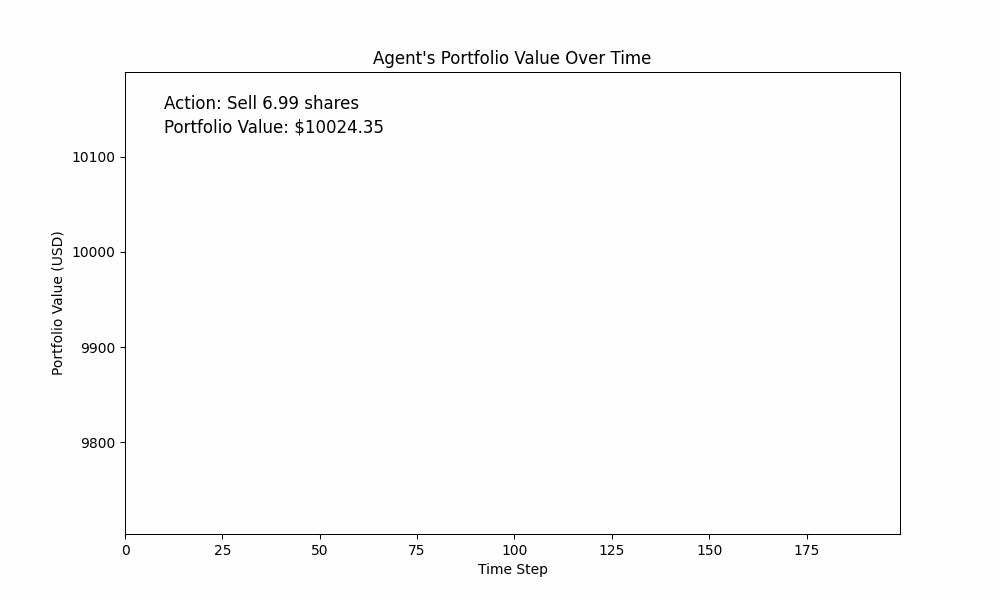 Agent's Portfolio Value Over Time
Action: Sell 6.99 shares
Portfolio Value: $10024.35
10100
10000
9900
9800
Portfolio Value (USD)
0 25 50 75 100 125 150 175
Time Step